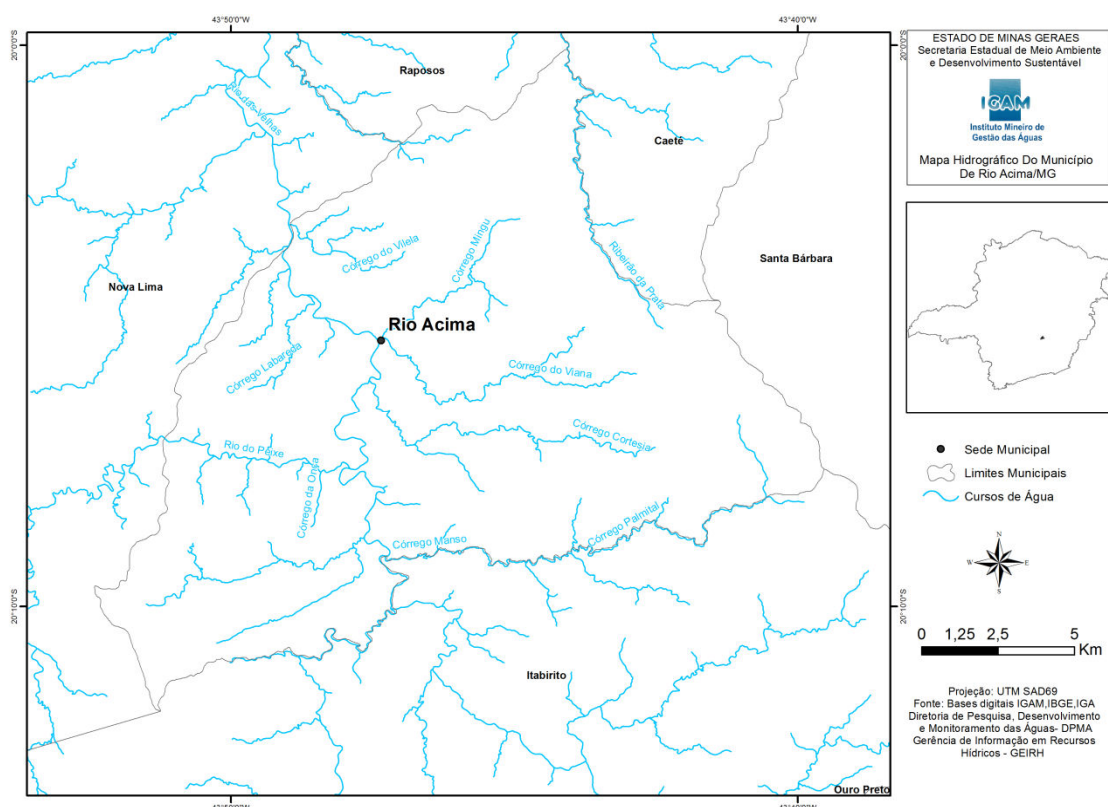 43°50'0"W
43°40'0"W
20°0'0"S
20°0'0"S
Raposos
Rio das Velhas
Caeté
Córrego do Vilela
Córrego Mingu
Ribeirão da Prata
Santa Bárbara
Nova Lima
Rio Acima
Córrego Labareda
Córrego do Viana
Córrego Cortesia
Rio do Peixe
Córrego da Onça
Córrego Manso
Córrego Palmital
20°10'0"S
20°10'0"S
Itabirito
Ouro Preto
43°50'0"W
43°40'0"W
ESTADO DE MINAS GERAES
Secretaria Estadual de Meio Ambiente
e Desenvolvimento Sustentável
IGAM
Instituto Mineiro de
Gestão das Águas
Mapa Hidrográfico Do Município
De Rio Acima/MG
Sede Municipal
Limites Municipais
Cursos de Água
N
W
E
S
0 1,25 2,5 5
Km
Projeção: UTM SAD69
Fonte: Bases digitais IGAM,IBGE,IGA
Diretoria de Pesquisa, Desenvolvimento
e Monitoramento das Águas- DPMA
Gerência de Informação em Recursos
Hídricos - GEIRH